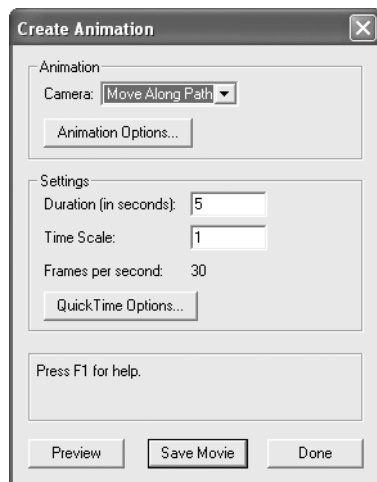 Create Animation
Animation
Camera: Move Along Path
Animation Options...
Settings
Duration (in seconds): 5
Time Scale: 1
Frames per second: 30
QuickTime Options...
Press F1 for help.
Preview Save Movie Done